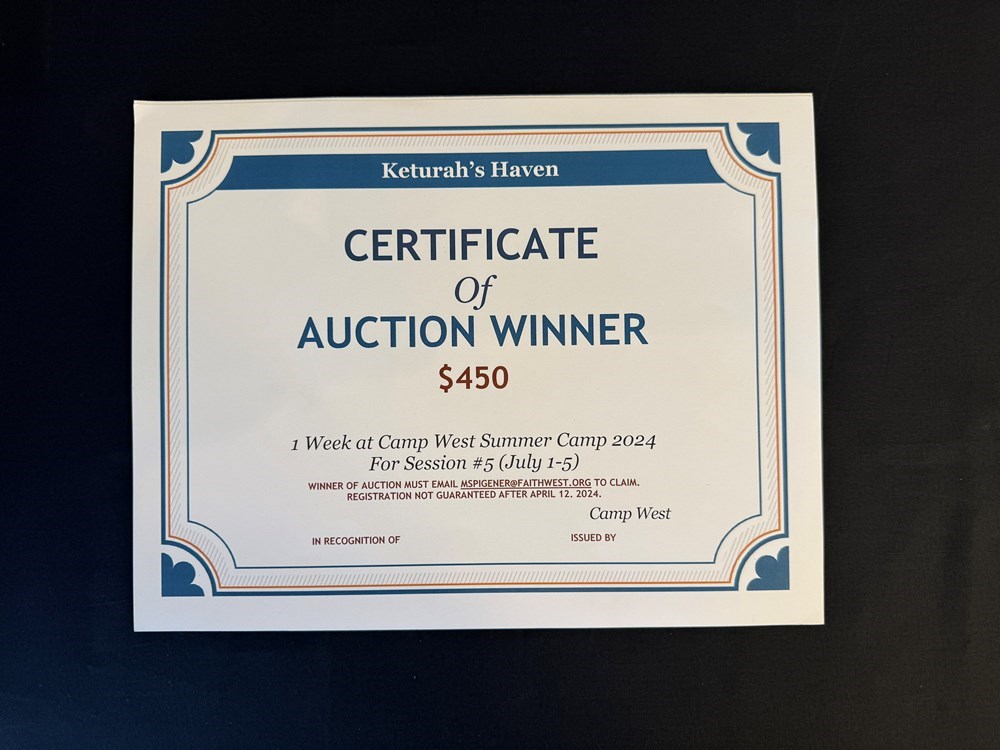 Keturah's Haven
CERTIFICATE
Of
AUCTION WINNER
$450
1 Week at Camp West Summer Camp 2024
For Session #5 (July 1-5)
WINNER OF AUCTION MUST EMAIL MSPIGENER@FAITHWEST.ORG TO CLAIM.
REGISTRATION NOT GUARANTEED AFTER APRIL 12. 2024.
Camp West
IN RECOGNITION OF
ISSUED BY